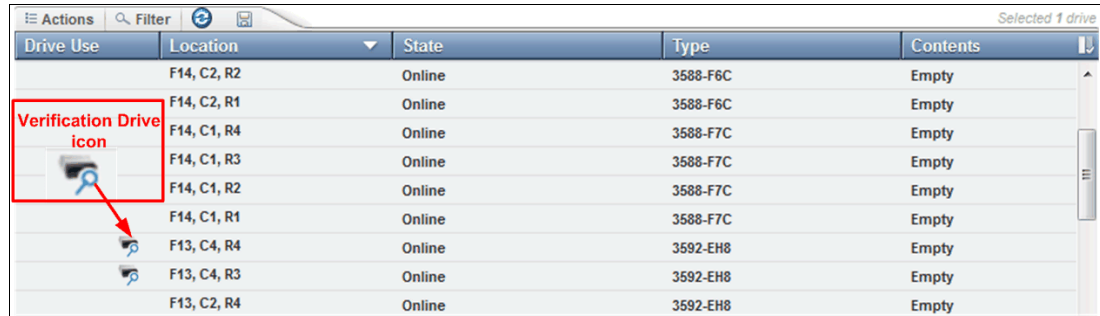 Actions Filter Selected 1 drive
Drive Use Location State Type Contents
F14, C2, R2 Online 3588-F6C Empty
F14, C2, R1 Online 3588-F6C Empty
Verification Drive
icon
F14, C1, R4 Online 3588-F7C Empty
F14, C1, R3 Online 3588-F7C Empty
F14, C1, R2 Online 3588-F7C Empty
F14, C1, R1 Online 3588-F7C Empty
F13, C4, R4 Online 3592-EH8 Empty
F13, C4, R3 Online 3592-EH8 Empty
F13, C2, R4 Online 3592-EH8 Empty